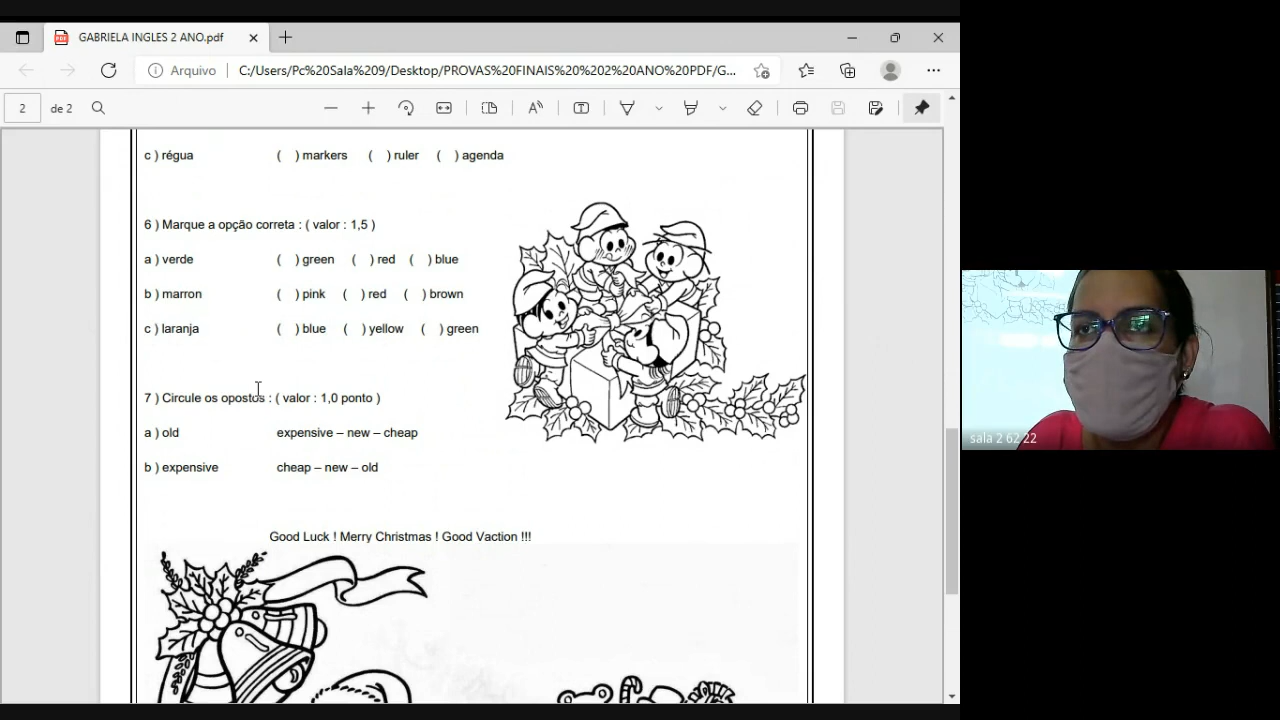 GABRIELA INGLES 2 ANO.pdf
Arquivo
C:/Users/Pc%20Sala%209/Desktop/PROVAS%20FINAIS%20%202%20ANO%20PDF/G...
2 de 2
c ) régua ( ) markers ( ) ruler ( ) agenda
6 ) Marque a opção correta : ( valor : 1,5 )
a ) verde ( ) green ( ) red ( ) blue
b ) marron ( ) pink ( ) red ( ) brown
c ) laranja ( ) blue ( ) yellow ( ) green
7 ) Circule os opostos : ( valor : 1,0 ponto )
a ) old expensive – new – cheap
b ) expensive cheap – new – old
Good Luck ! Merry Christmas ! Good Vaction !!!
sala 2 62 22